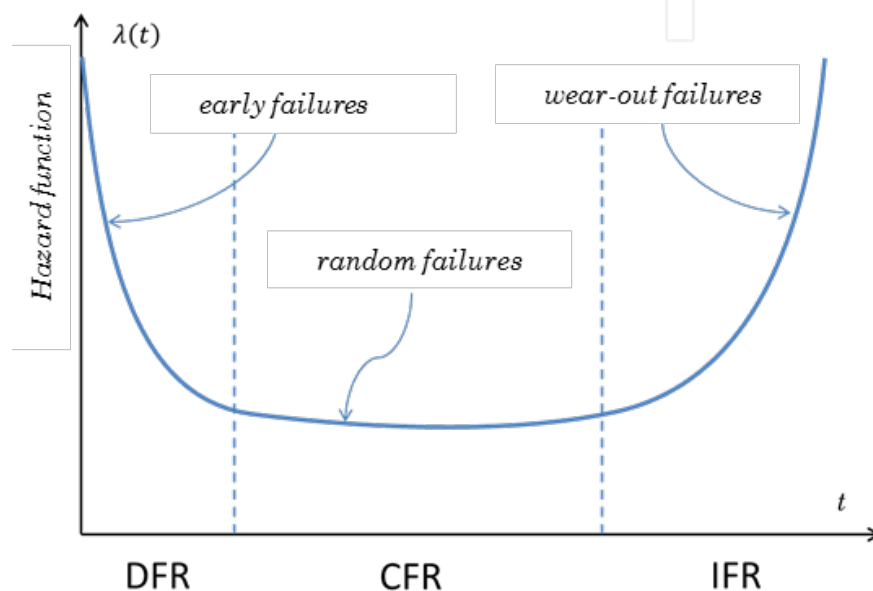 λ(t)
early failures
wear-out failures
Hazard function
random failures
t
DFR
CFR
IFR